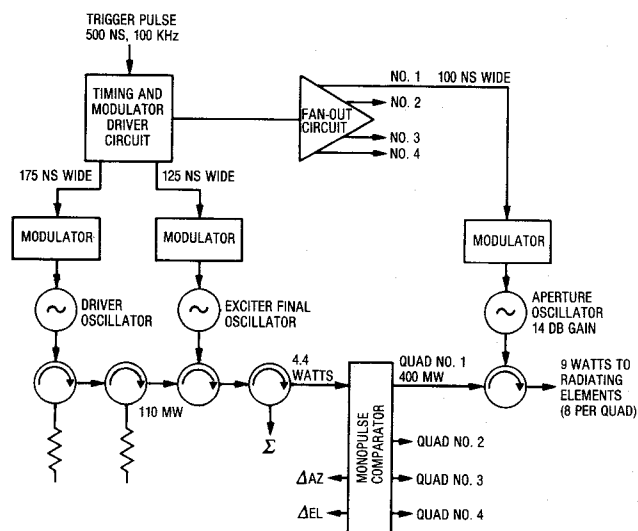 TRIGGER PULSE
500 NS, 100 KHz
TIMING AND
MODULATOR
DRIVER
CIRCUIT
FAN-OUT
CIRCUIT
NO. 1 100 NS WIDE
NO. 2
NO. 3
NO. 4
175 NS WIDE
125 NS WIDE
MODULATOR
MODULATOR
MODULATOR
DRIVER
OSCILLATOR
EXCITER FINAL
OSCILLATOR
APERTURE
OSCILLATOR
14 DB GAIN
110 MW
4.4
WATTS
Σ
MONOPULSE
COMPARATOR
QUAD NO. 1
400 MW
9 WATTS TO
RADIATING
ELEMENTS
(8 PER QUAD)
QUAD NO. 2
ΔAZ
QUAD NO. 3
ΔEL
QUAD NO. 4